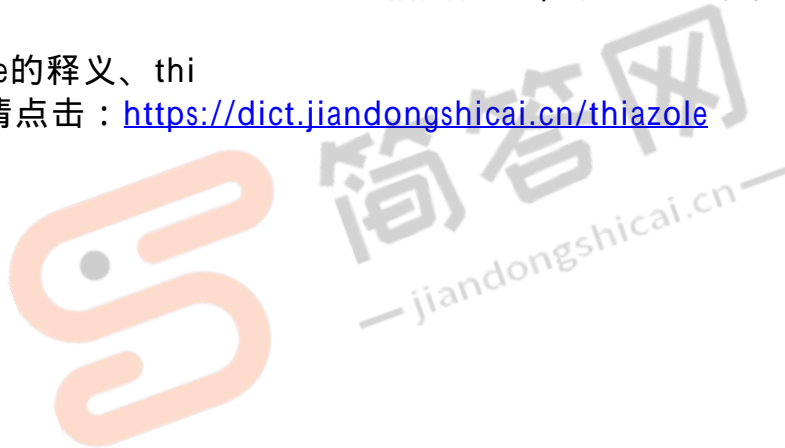 e的释义、thi
请点击：https://dict.jiandongshicai.cn/thiazole
简答网
jiandongshicai.cn